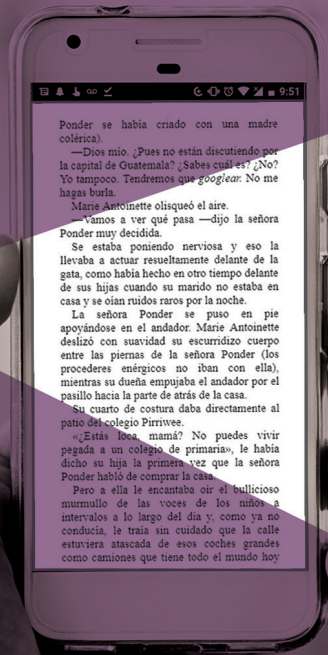 9:51
Ponder se había criado con una madre
colérica).
—Dios mío. ¿Pues no están discutiendo por
la capital de Guatemala? ¿Sabes cuál es? ¿No?
Yo tampoco. Tendremos que googlear. No me
hagas burla.
Marie Antoinette olisqueó el aire.
—Vamos a ver qué pasa —dijo la señora
Ponder muy decidida.
Se estaba poniendo nerviosa y eso la
llevaba a actuar resueltamente delante de la
gata, como había hecho en otro tiempo delante
de sus hijas cuando su marido no estaba en
casa y se oían ruidos raros por la noche.
La señora Ponder se puso en pie
apoyándose en el andador. Marie Antoinette
deslizó con suavidad su escurridizo cuerpo
entre las piernas de la señora Ponder (los
procederes enérgicos no iban con ella),
mientras su dueña empujaba el andador por el
pasillo hacia la parte de atrás de la casa.
Su cuarto de costura daba directamente al
patio del colegio Pirriwee.
«¿Estás loca, mamá? No puedes vivir
pegada a un colegio de primaria», le había
dicho su hija la primera vez que la señora
Ponder habló de comprar la casa.
Pero a ella le encantaba oír el bullicioso
murmullo de las voces de los niños a
intervalos a lo largo del día y, como ya no
conducía, le traía sin cuidado que la calle
estuviera atascada de esos coches grandes
como camiones que tiene todo el mundo hoy